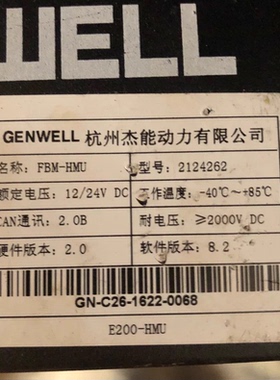 WELL
GENWELL 杭州杰能动力有限公司
名称: FBM-HMU 型号: 2124262
额定电压: 12/24V DC 工作温度: -40℃~+85℃
CAN通讯: 2.0B 耐电压: ≥2000V DC
硬件版本: 2.0 软件版本: 8.2
GN-C26-1622-0068
E200-HMU